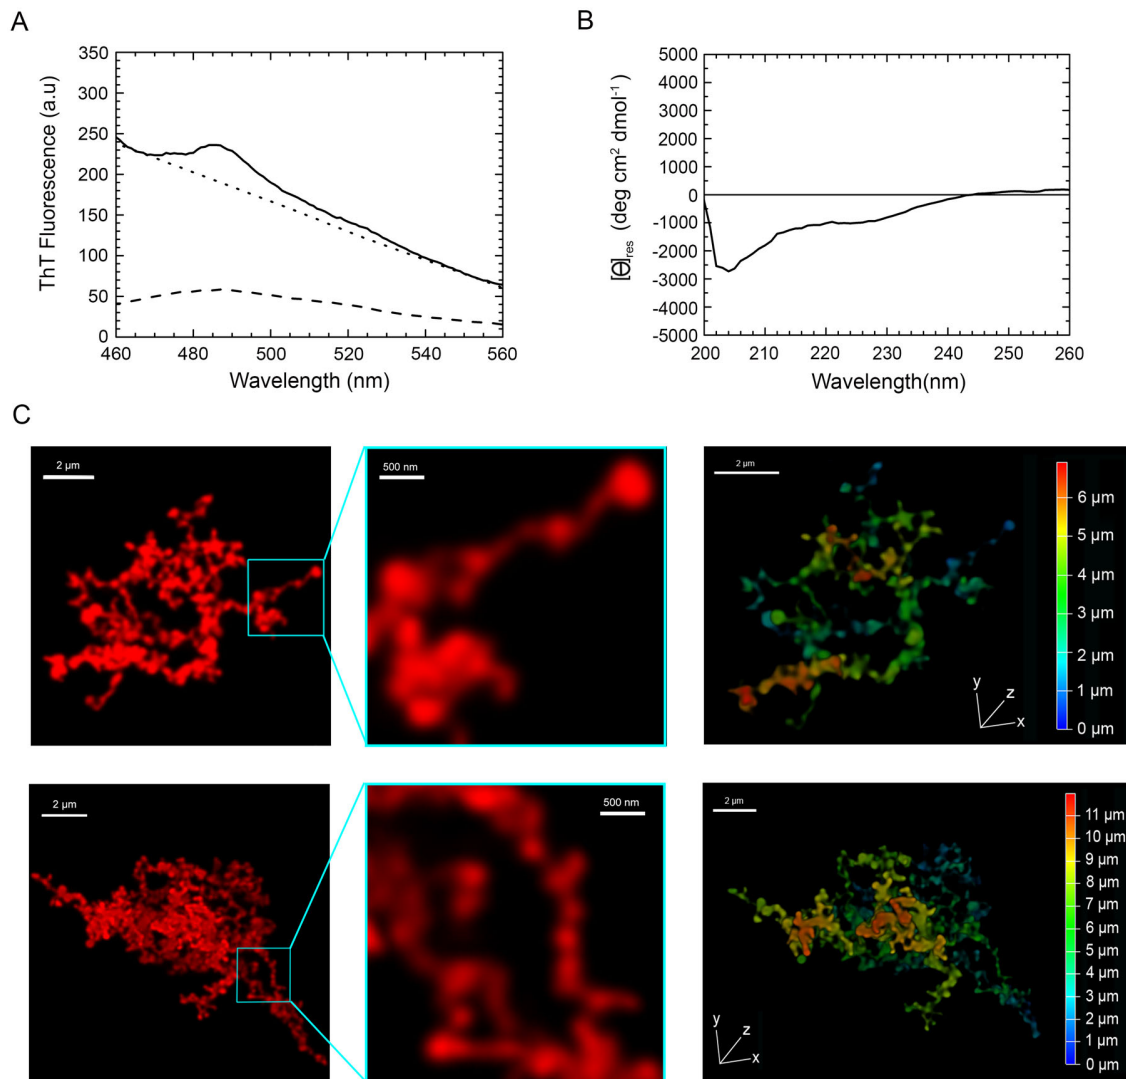 A
ThT Fluorescence (a.u)
350
300
250
200
150
100
50
0
460 480 500 520 540 560
Wavelength (nm)
B
[Θ]res (deg cm² dmol⁻¹)
5000
4000
3000
2000
1000
0
-1000
-2000
-3000
-4000
-5000
200 210 220 230 240 250 260
Wavelength(nm)
C
2 µm
500 nm
2 µm
6 µm
5 µm
4 µm
3 µm
2 µm
1 µm
0 µm
y
z
x
2 µm
500 nm
2 µm
11 µm
10 µm
9 µm
8 µm
7 µm
6 µm
5 µm
4 µm
3 µm
2 µm
1 µm
0 µm
y
z
x